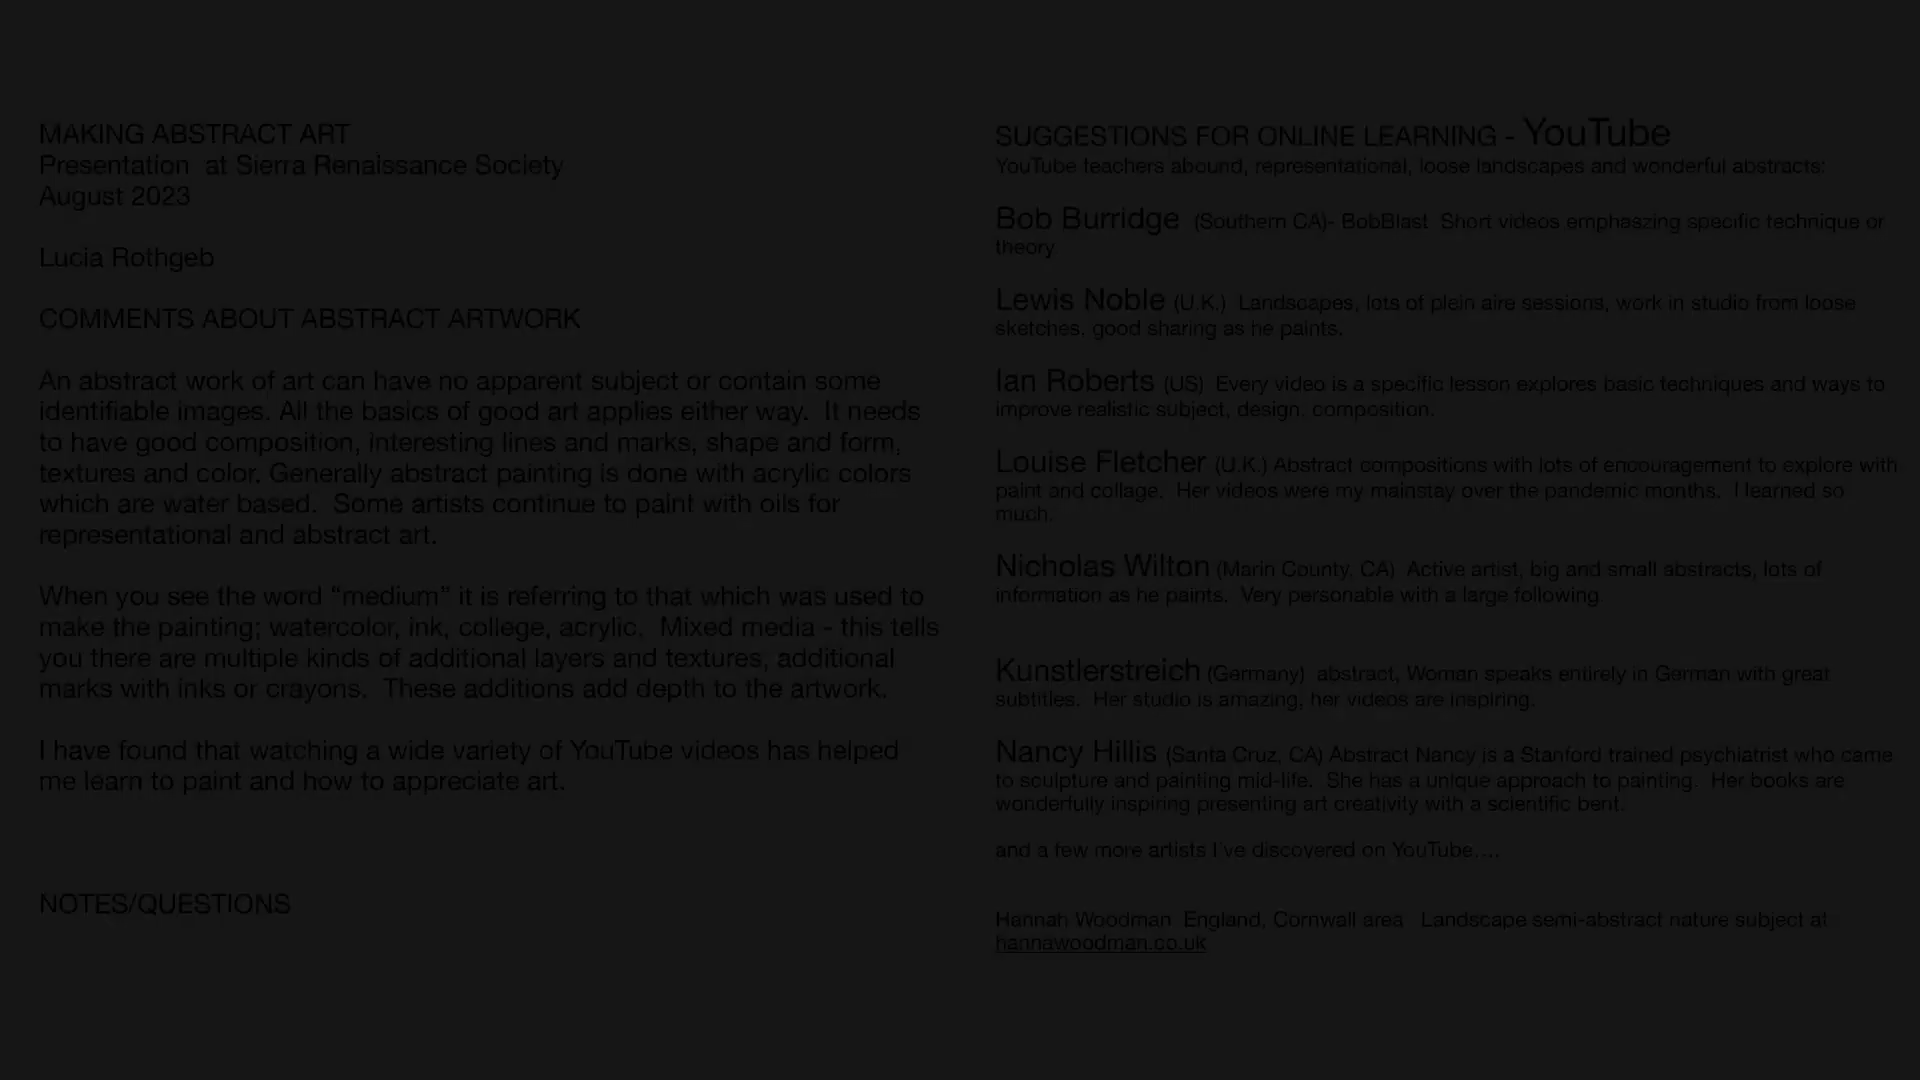 MAKING ABSTRACT ART
Presentation at Sierra Renaissance Society
August 2023
Lucia Rothgeb
COMMENTS ABOUT ABSTRACT ARTWORK
An abstract work of art can have no apparent subject or contain some
identifiable images. All the basics of good art applies either way. It needs
to have good composition, interesting lines and marks, shape and form,
textures and color. Generally abstract painting is done with acrylic colors
which are water based. Some artists continue to paint with oils for
representational and abstract art.
When you see the word “medium” it is referring to that which was used to
make the painting; watercolor, ink, college, acrylic. Mixed media - this tells
you there are multiple kinds of additional layers and textures, additional
marks with inks or crayons. These additions add depth to the artwork.
I have found that watching a wide variety of YouTube videos has helped
me learn to paint and how to appreciate art.
NOTES/QUESTIONS
SUGGESTIONS FOR ONLINE LEARNING - YouTube
YouTube teachers abound, representational, loose landscapes and wonderful abstracts:
Bob Burridge (Southern CA)- BobBlast Short videos emphaszing specific technique or
theory
Lewis Noble (U.K.) Landscapes, lots of plein aire sessions, work in studio from loose
sketches, good sharing as he paints.
Ian Roberts (US) Every video is a specific lesson explores basic techniques and ways to
improve realistic subject, design, composition.
Louise Fletcher (U.K.) Abstract compositions with lots of encouragement to explore with
paint and collage. Her videos were my mainstay over the pandemic months. I learned so
much.
Nicholas Wilton (Marin County, CA) Active artist, big and small abstracts, lots of
information as he paints. Very personable with a large following
Kunstlerstreich (Germany) abstract, Woman speaks entirely in German with great
subtitles. Her studio is amazing, her videos are inspiring.
Nancy Hillis (Santa Cruz, CA) Abstract Nancy is a Stanford trained psychiatrist who came
to sculpture and painting mid-life. She has a unique approach to painting. Her books are
wonderfully inspiring presenting art creativity with a scientific bent.
and a few more artists I’ve discovered on YouTube….
Hannah Woodman England, Cornwall area Landscape semi-abstract nature subject at
hannawoodman.co.uk